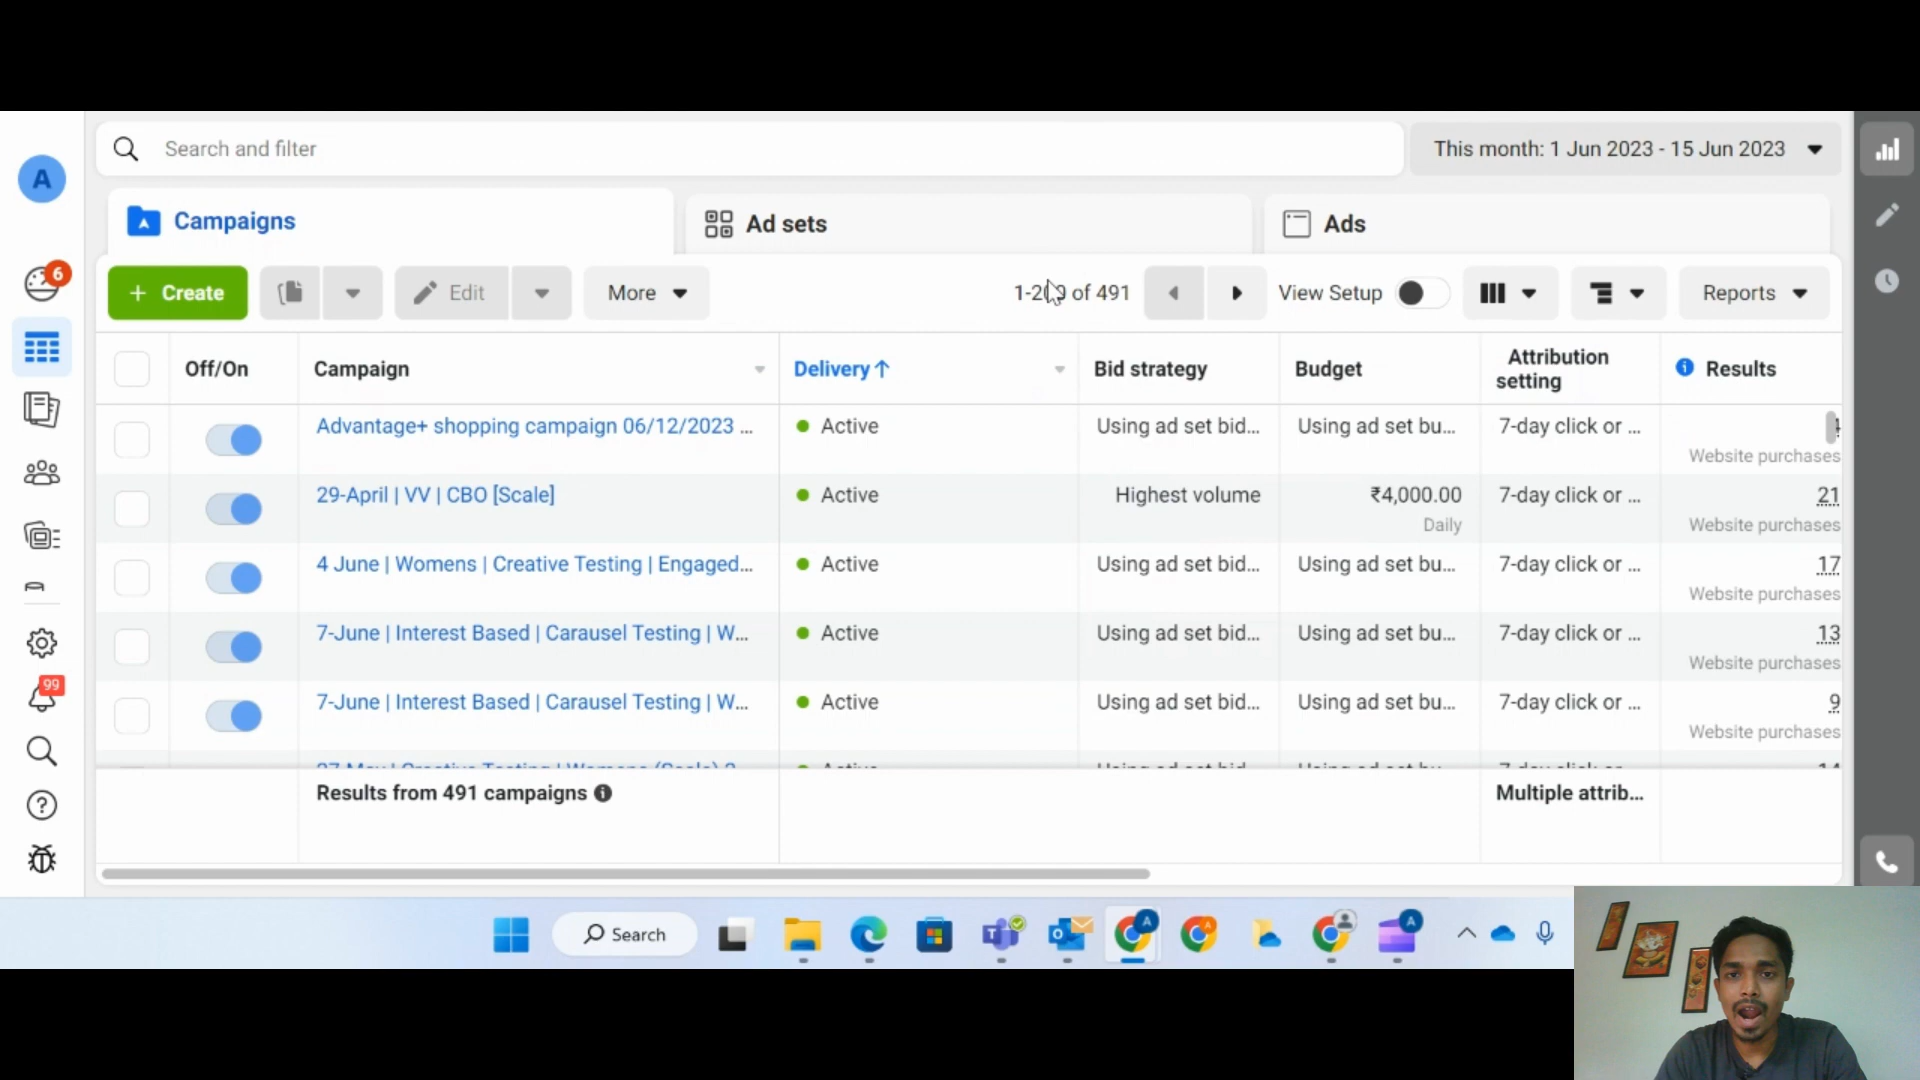 Search and filter
This month: 1 Jun 2023 - 15 Jun 2023
A
Campaigns
Ad sets
Ads
6
+ Create
Edit
More
of 491
View Setup
Reports
Off/On
Campaign
Delivery↑
Bid strategy
Budget
Attribution setting
Results
Advantage+ shopping campaign 06/12/2023 ...
Active
Using ad set bid...
Using ad set bu...
7-day click or ...
Website purchases
29-April | VV | CBO [Scale]
Active
Highest volume
₹4,000.00
Daily
7-day click or ...
21
Website purchases
4 June | Womens | Creative Testing | Engaged...
Active
Using ad set bid...
Using ad set bu...
7-day click or ...
17
Website purchases
7-June | Interest Based | Carausel Testing | W...
Active
Using ad set bid...
Using ad set bu...
7-day click or ...
13
Website purchases
99
7-June | Interest Based | Carausel Testing | W...
Active
Using ad set bid...
Using ad set bu...
7-day click or ...
9
Website purchases
Results from 491 campaigns
Multiple attrib...
Search